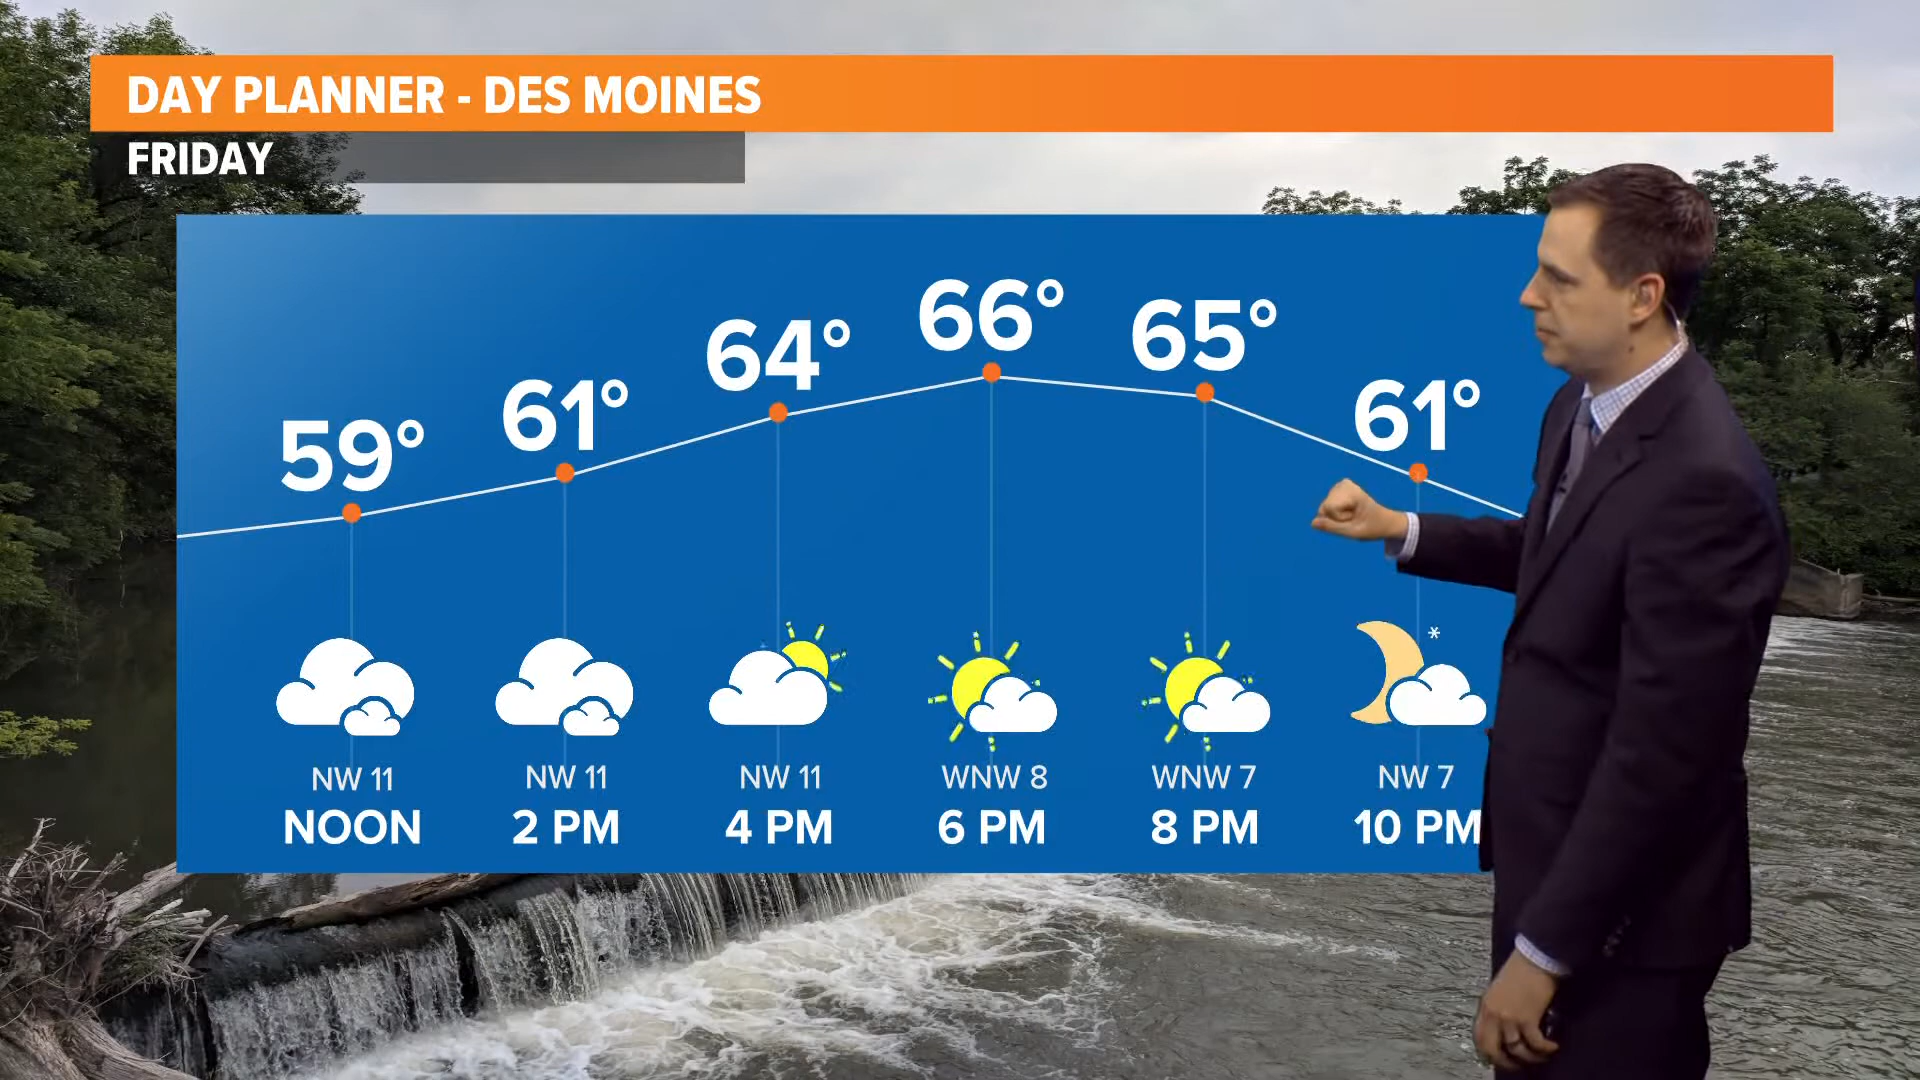 DAY PLANNER - DES MOINES
FRIDAY
59° 61° 64° 66° 65° 61°
NW 11 NW 11 NW 11 WNW 8 WNW 7 NW 7
NOON 2 PM 4 PM 6 PM 8 PM 10 PM